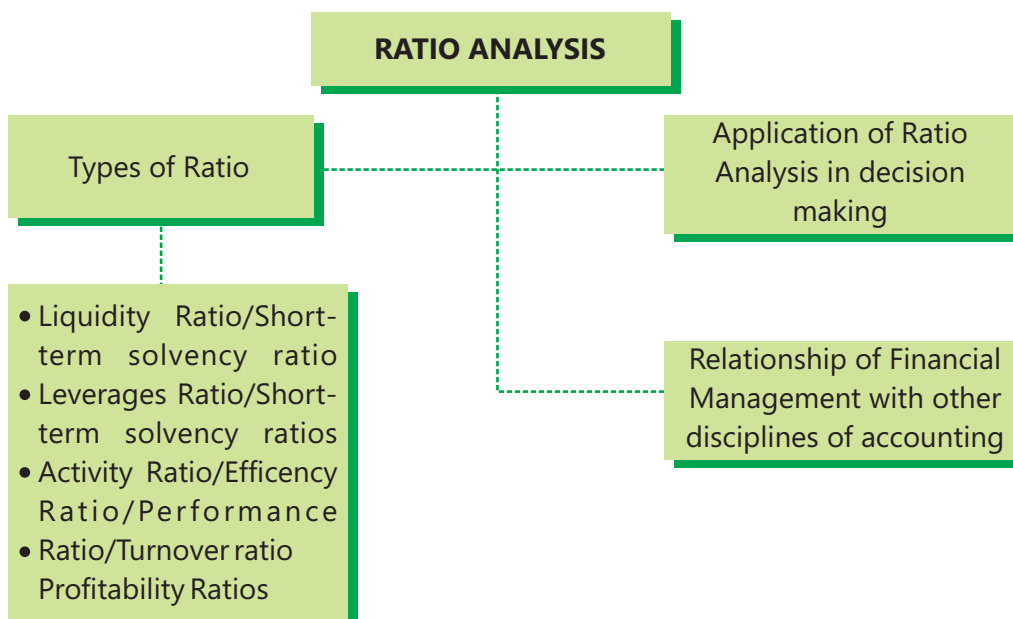 RATIO ANALYSIS
Types of Ratio
Application of Ratio
Analysis in decision
making
• Liquidity Ratio/Short-
term solvency ratio
• Leverages Ratio/Short-
term solvency ratios
• Activity Ratio/Efficency
Ratio/Performance
• Ratio/Turnover ratio
Profitability Ratios
Relationship of Financial
Management with other
disciplines of accounting